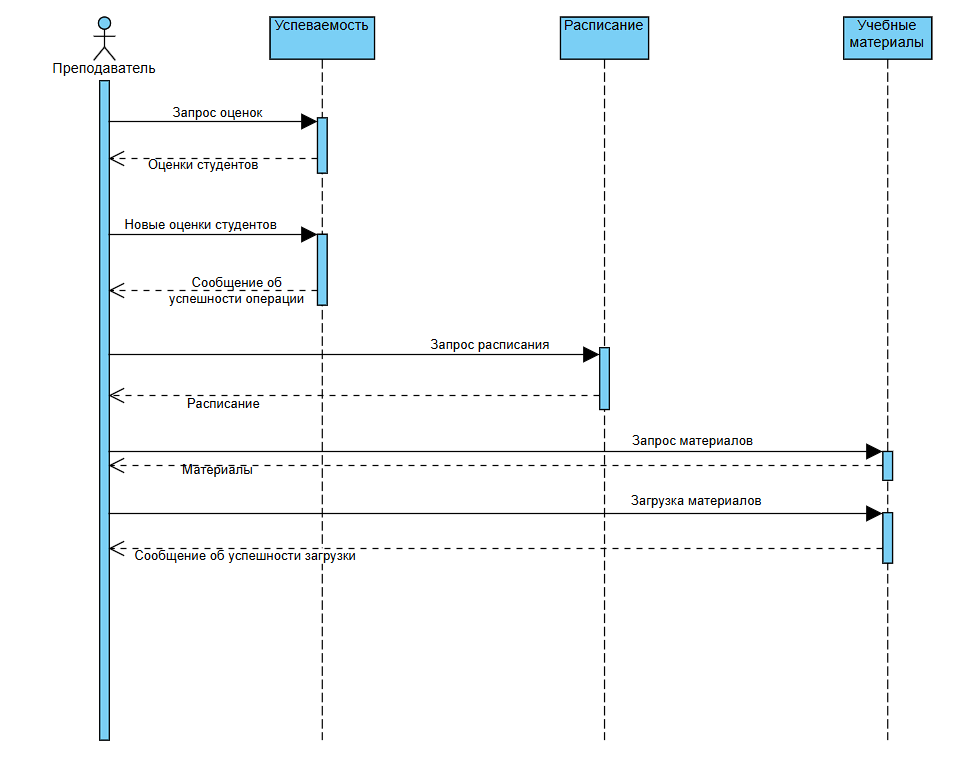 Преподаватель
Успеваемость
Расписание
Учебные
материалы
Запрос оценок
Оценки студентов
Новые оценки студентов
Сообщение об
успешности операции
Запрос расписания
Расписание
Запрос материалов
Материалы
Загрузка материалов
Сообщение об успешности загрузки